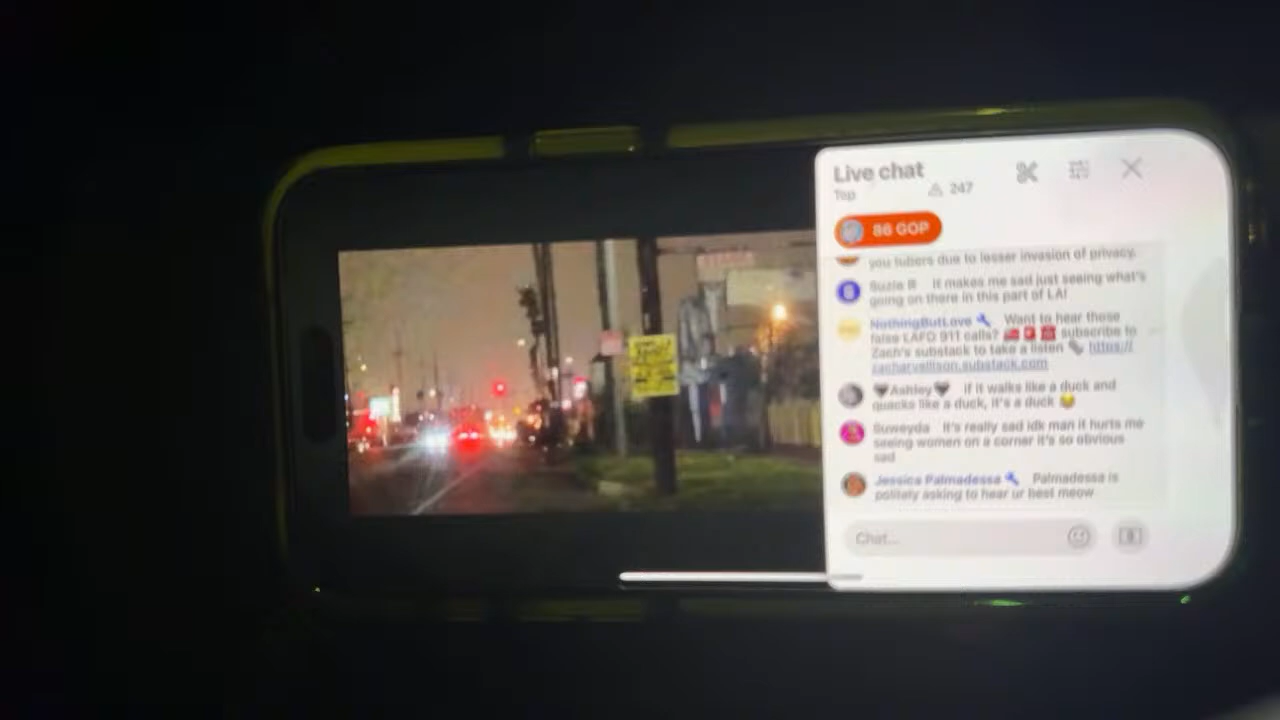 Live chat
Top 247
86 GOP
you tubers due to lesser invasion of privacy.
Suzie B It makes me sad just seeing what's
going on there in this part of LA!
NothingButLove Want to hear those
false LAFD 911 calls? subscribe to
Zach's substack to take a listen https://
zacharyellison.substack.com
Ashley if it walks like a duck and
quacks like a duck, it's a duck
Suweyda It's really sad idk man it hurts me
seeing women on a corner it's so obvious
sad
Jessica Palmadessa Palmadessa is
politely asking to hear ur best meow
Chat...